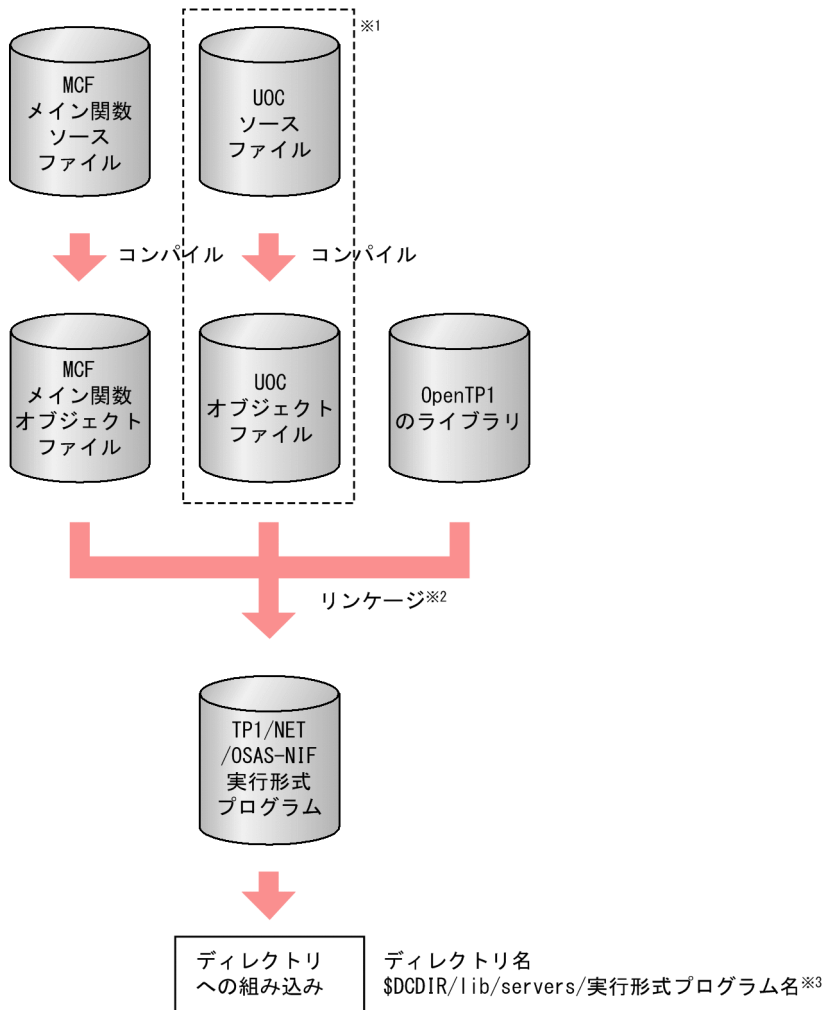 ※1
MCF
メイン関数
ソース
ファイル
UOC
ソース
ファイル
コンパイル
コンパイル
MCF
メイン関数
オブジェクト
ファイル
UOC
オブジェクト
ファイル
OpenTP1
のライブラリ
リンケージ※2
TP1/NET
/OSAS-NIF
実行形式
プログラム
ディレクトリ
への組み込み
ディレクトリ名
$DCDIR/lib/servers/実行形式プログラム名※3